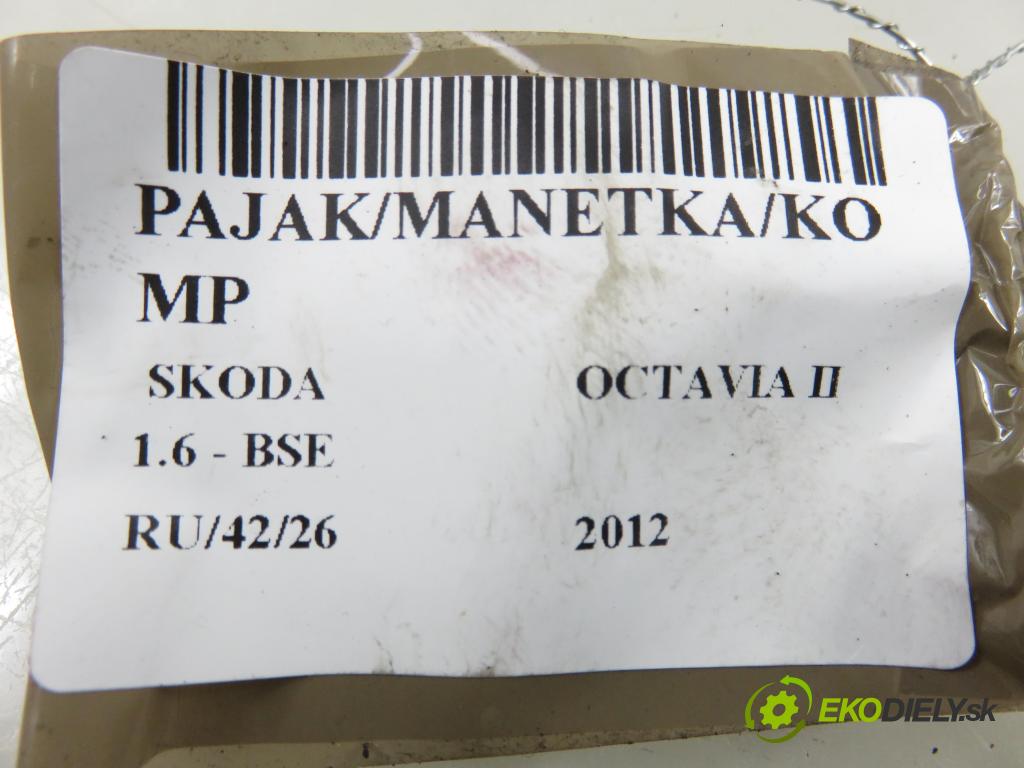 PAJAK/MANETKA/KO
MP
SKODA OCTAVIA II
1.6 - BSE
RU/42/26 2012
EKODIELY.sk